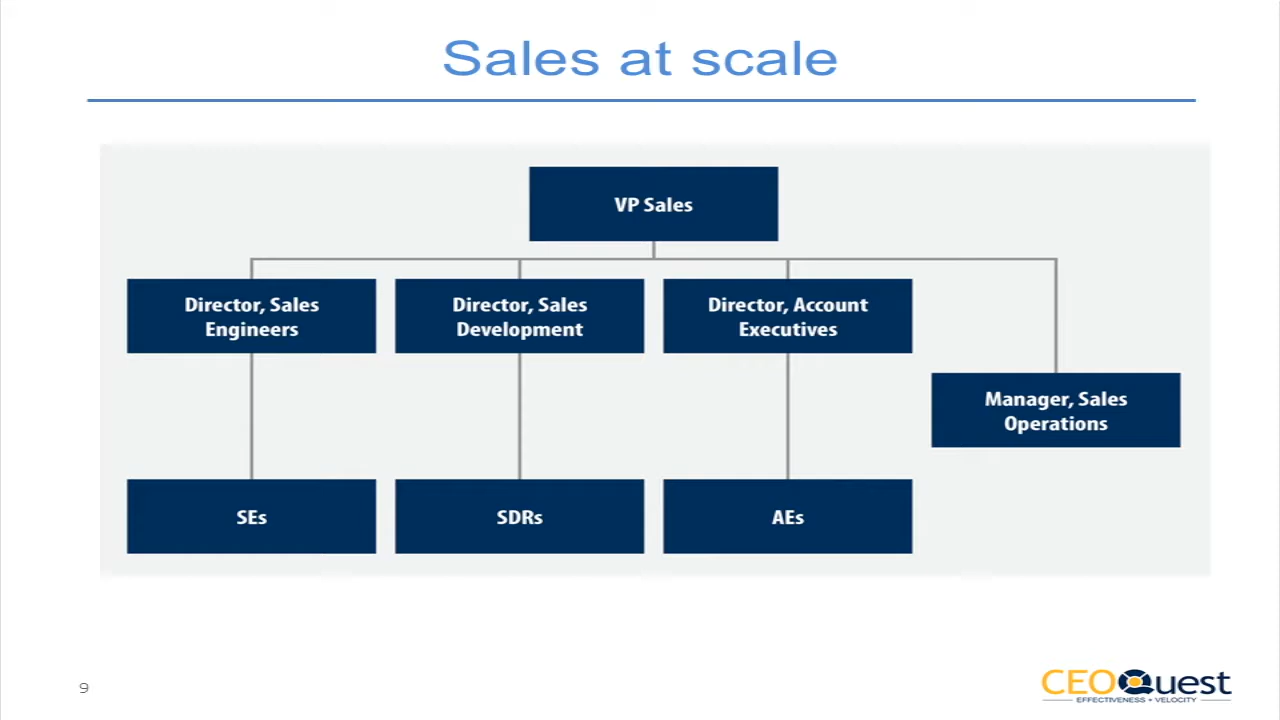 Sales at scale
VP Sales
Director, Sales
Engineers
Director, Sales
Development
Director, Account
Executives
Manager, Sales
Operations
SEs
SDRs
AEs
9
CEOQuest
EFFECTIVENESS • VELOCITY